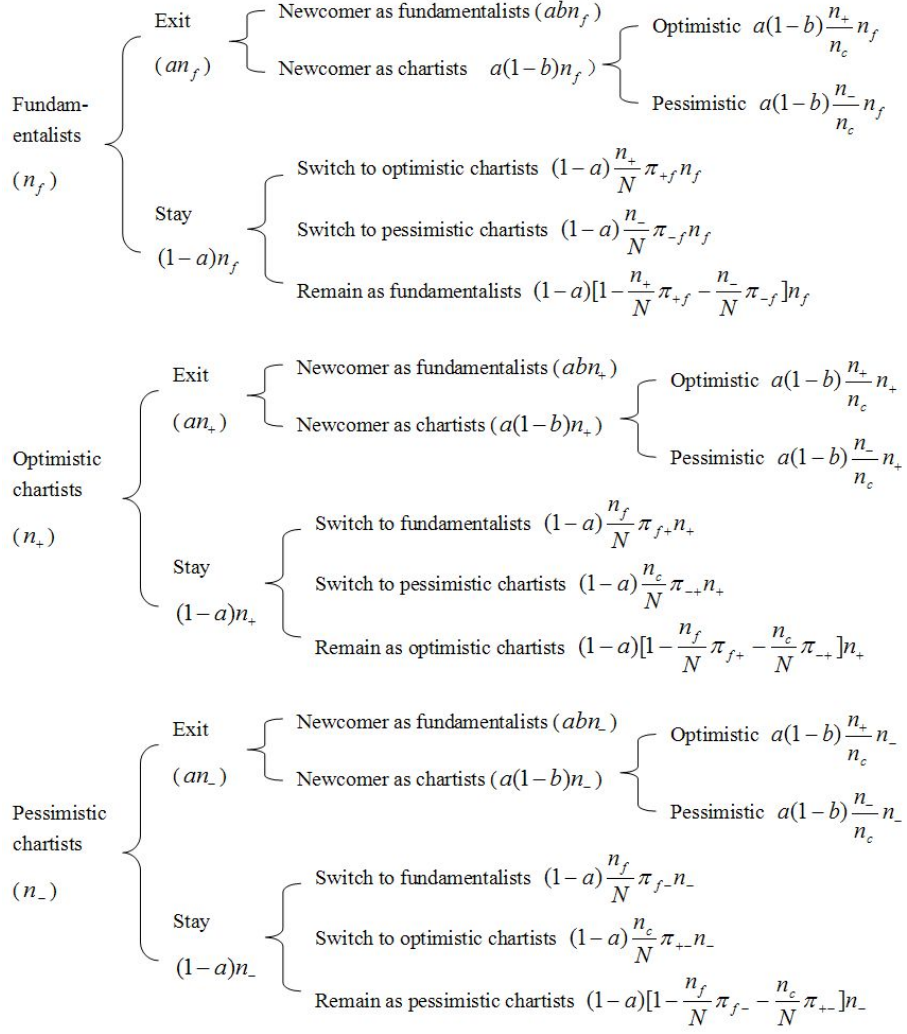 Exit
(an_f)
Newcomer as fundamentalists (abn_f)
Newcomer as chartists a(1−b)n_f )
Optimistic a(1−b) n_+/n_c n_f
Pessimistic a(1−b) n_−/n_c n_f
Fundam-
entalists
(n_f)
Stay
(1−a)n_f
Switch to optimistic chartists (1−a) n_+/N π_{+f} n_f
Switch to pessimistic chartists (1−a) n_−/N π_{−f} n_f
Remain as fundamentalists (1−a)[1− n_+/N π_{+f} − n_−/N π_{−f} ]n_f
Exit
(an_+)
Newcomer as fundamentalists (abn_+)
Newcomer as chartists (a(1−b)n_+)
Optimistic a(1−b) n_+/n_c n_+
Pessimistic a(1−b) n_−/n_c n_+
Optimistic
chartists
(n_+)
Stay
(1−a)n_+
Switch to fundamentalists (1−a) n_f/N π_{f+} n_+
Switch to pessimistic chartists (1−a) n_c/N π_{−+} n_+
Remain as optimistic chartists (1−a)[1− n_f/N π_{f+} − n_c/N π_{−+} ]n_+
Exit
(an_−)
Newcomer as fundamentalists (abn_−)
Newcomer as chartists (a(1−b)n_−)
Optimistic a(1−b) n_+/n_c n_−
Pessimistic a(1−b) n_−/n_c n_−
Pessimistic
chartists
(n_−)
Stay
(1−a)n_−
Switch to fundamentalists (1−a) n_f/N π_{f−} n_−
Switch to optimistic chartists (1−a) n_c/N π_{+−} n_−
Remain as pessimistic chartists (1−a)[1− n_f/N π_{f−} − n_c/N π_{+−} ]n_−